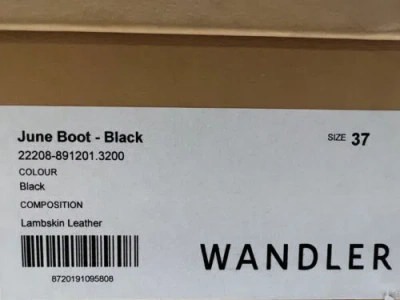 June Boot - Black
SIZE 37
22208-891201.3200
COLOUR
Black
COMPOSITION
Lambskin Leather
WANDLER
8720191095808